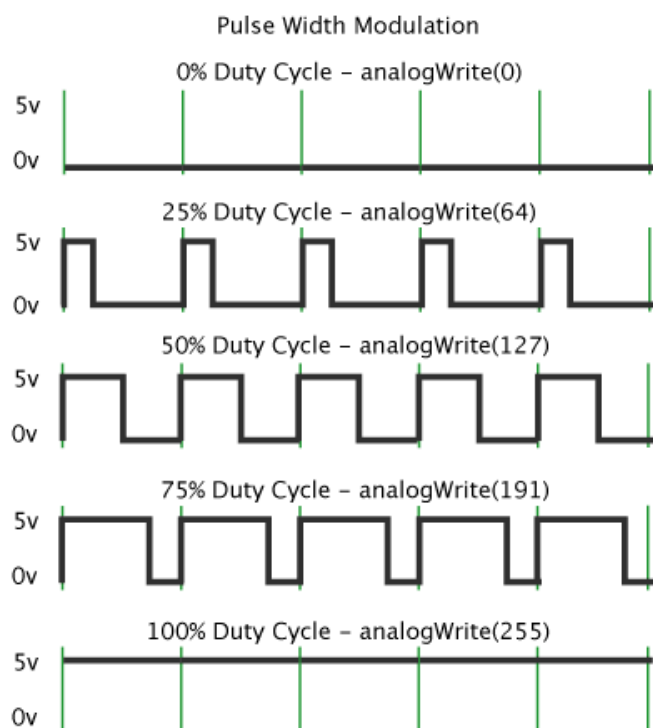 Pulse Width Modulation
0% Duty Cycle – analogWrite(0)
5v
0v
25% Duty Cycle – analogWrite(64)
5v
0v
50% Duty Cycle – analogWrite(127)
5v
0v
75% Duty Cycle – analogWrite(191)
5v
0v
100% Duty Cycle – analogWrite(255)
5v
0v